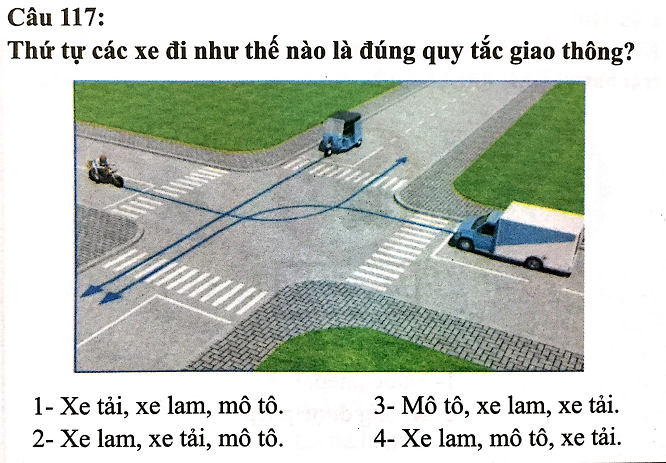 Câu 117:
Thứ tự các xe đi như thế nào là đúng quy tắc giao thông?
1- Xe tải, xe lam, mô tô.
3- Mô tô, xe lam, xe tải.
2- Xe lam, xe tải, mô tô.
4- Xe lam, mô tô, xe tải.